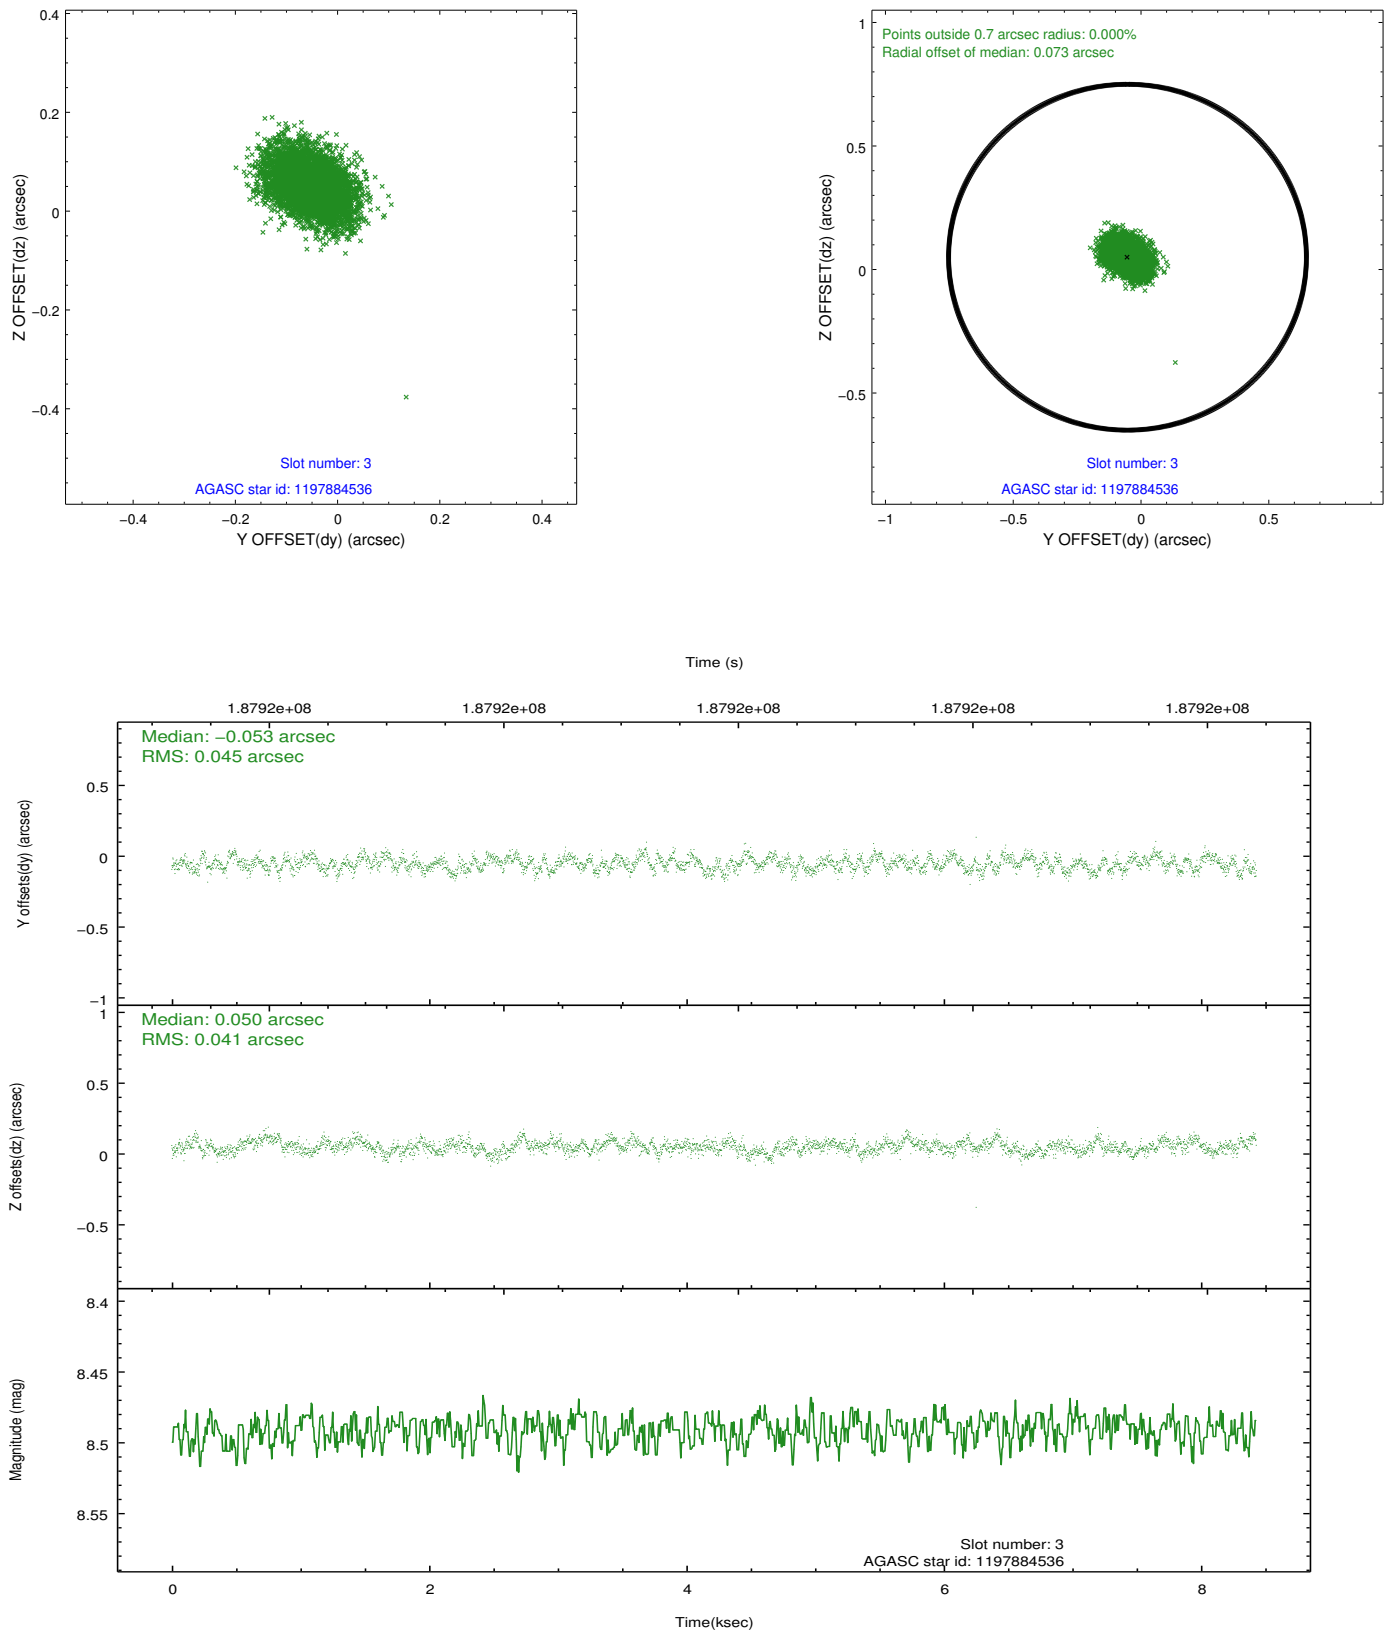 0.4
0.2
0
−0.2
−0.4
Z OFFSET(dz) (arcsec)
Slot number: 3
AGASC star id: 1197884536
−0.4 −0.2 0 0.2 0.4
Y OFFSET(dy) (arcsec)
Points outside 0.7 arcsec radius: 0.000%
Radial offset of median: 0.073 arcsec
1
0.5
0
−0.5
Z OFFSET(dz) (arcsec)
Slot number: 3
AGASC star id: 1197884536
−1 −0.5 0 0.5
Y OFFSET(dy) (arcsec)
Time (s)
1.8792e+08 1.8792e+08 1.8792e+08 1.8792e+08 1.8792e+08
Median: −0.053 arcsec
RMS: 0.045 arcsec
0.5
0
−0.5
−1
Y offsets(dy) (arcsec)
Median: 0.050 arcsec
RMS: 0.041 arcsec
1
0.5
0
−0.5
Z offsets(dz) (arcsec)
8.4
8.45
8.5
8.55
Magnitude (mag)
Slot number: 3
AGASC star id: 1197884536
0 2 4 6 8
Time(ksec)